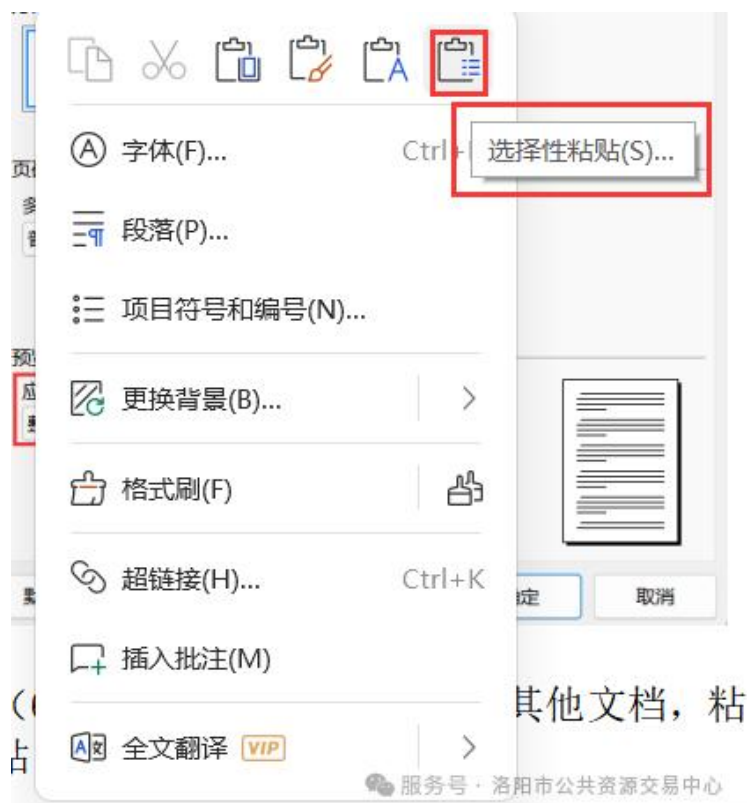 选择性粘贴(S)...
字体(F)...
Ctrl+
段落(P)...
项目符号和编号(N)...
更换背景(B)...
格式刷(F)
超链接(H)... Ctrl+K
定 取消
插入批注(M)
其他文档，粘
全文翻译 VIP
服务号 · 洛阳市公共资源交易中心